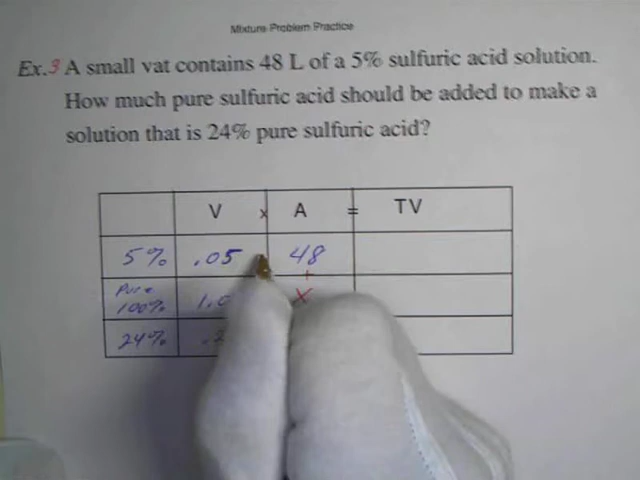 Mixture Problem Practice
Ex.3 A small vat contains 48 L of a 5% sulfuric acid solution.
How much pure sulfuric acid should be added to make a
solution that is 24% pure sulfuric acid?
V x A = TV
5% .05 48
+
Pure
100% 1.0 X
24%